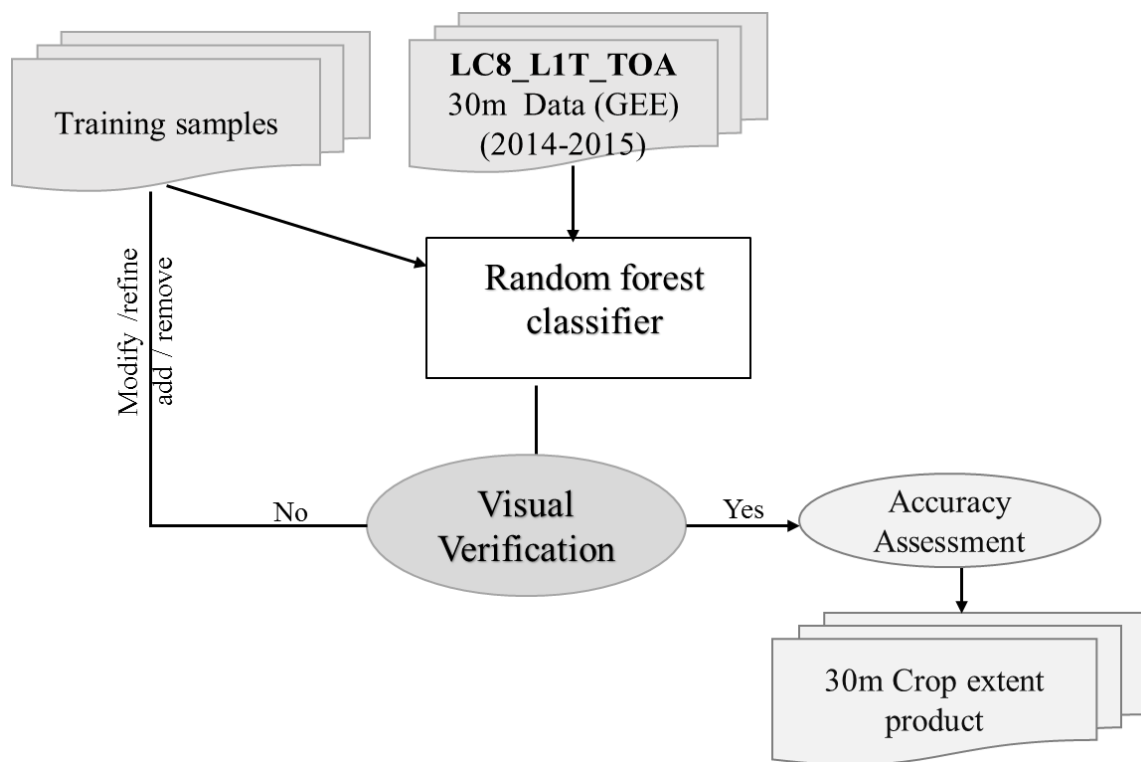 Training samples
LC8_L1T_TOA
30m Data (GEE)
(2014-2015)
Random forest
classifier
Modify /refine
add / remove
No
Visual
Verification
Yes
Accuracy
Assessment
30m Crop extent
product